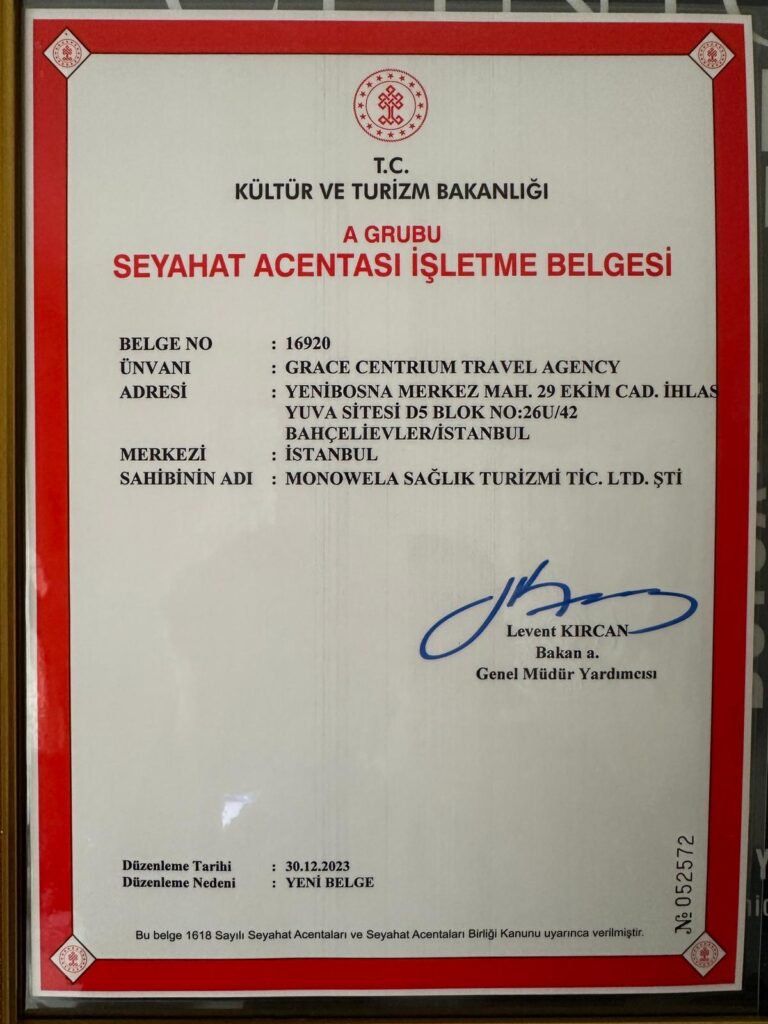 T.C.
KÜLTÜR VE TURİZM BAKANLIĞI
A GRUBU
SEYAHAT ACENTASI İŞLETME BELGESİ
BELGE NO : 16920
ÜNVANI : GRACE CENTRIUM TRAVEL AGENCY
ADRESİ : YENİBOSNA MERKEZ MAH. 29 EKİM CAD. İHLAS
YUVA SİTESİ D5 BLOK NO:26U/42
BAHÇELİEVLER/İSTANBUL
MERKEZİ : İSTANBUL
SAHİBİNİN ADI : MONOWELA SAĞLIK TURİZMİ TİC. LTD. ŞTİ
Levent KIRCAN
Bakan a.
Genel Müdür Yardımcısı
Düzenleme Tarihi : 30.12.2023
Düzenleme Nedeni : YENİ BELGE
№ 052572
Bu belge 1618 Sayılı Seyahat Acentaları ve Seyahat Acentaları Birliği Kanunu uyarınca verilmiştir.